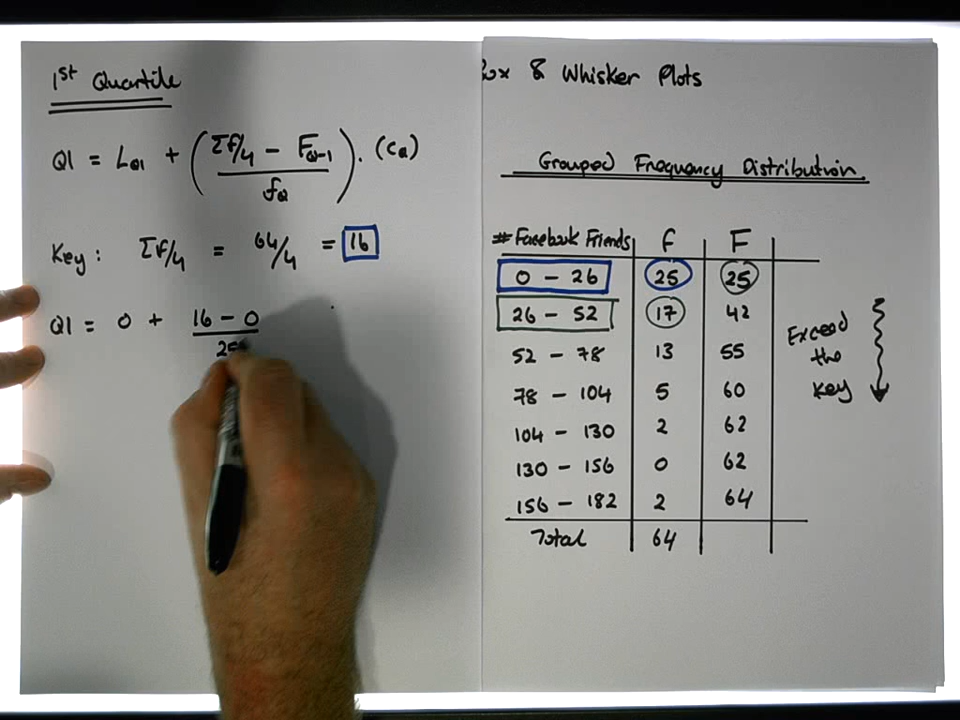 1st Quartile
Q1 = LQ1 + (Σf/4 − FQ-1 / fQ) . (CQ)
Key: Σf/4 = 64/4 = 16
Q1 = 0 + 16 − 0
25
Box & Whisker Plots
Grouped Frequency Distribution.
# Facebook Friends f F
0 − 26 25 25
26 − 52 17 42
52 − 78 13 55
78 − 104 5 60
104 − 130 2 62
130 − 156 0 62
156 − 182 2 64
Total 64
Exceed
the
Key